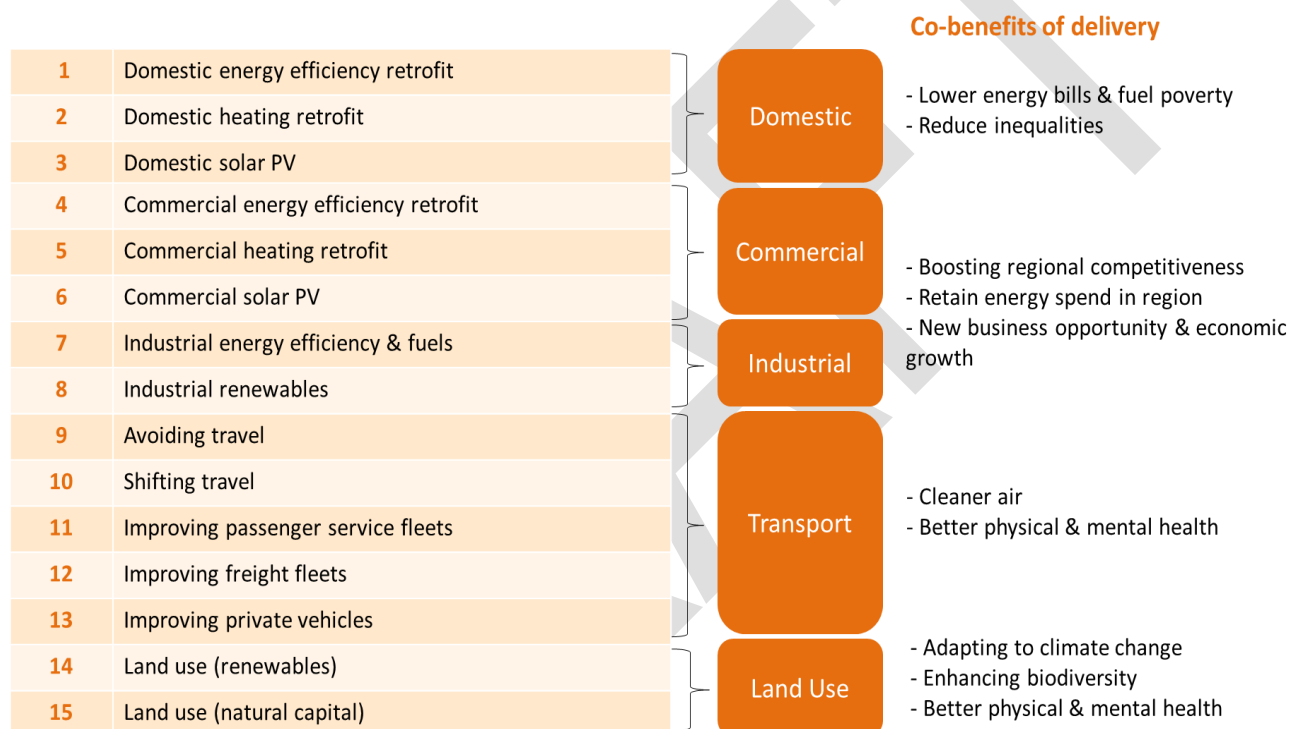 Co-benefits of delivery
1 Domestic energy efficiency retrofit
2 Domestic heating retrofit
3 Domestic solar PV
Domestic
- Lower energy bills & fuel poverty
- Reduce inequalities
4 Commercial energy efficiency retrofit
5 Commercial heating retrofit
6 Commercial solar PV
Commercial
7 Industrial energy efficiency & fuels
8 Industrial renewables
Industrial
- Boosting regional competitiveness
- Retain energy spend in region
- New business opportunity & economic
growth
9 Avoiding travel
10 Shifting travel
11 Improving passenger service fleets
12 Improving freight fleets
13 Improving private vehicles
Transport
- Cleaner air
- Better physical & mental health
14 Land use (renewables)
15 Land use (natural capital)
Land Use
- Adapting to climate change
- Enhancing biodiversity
- Better physical & mental health